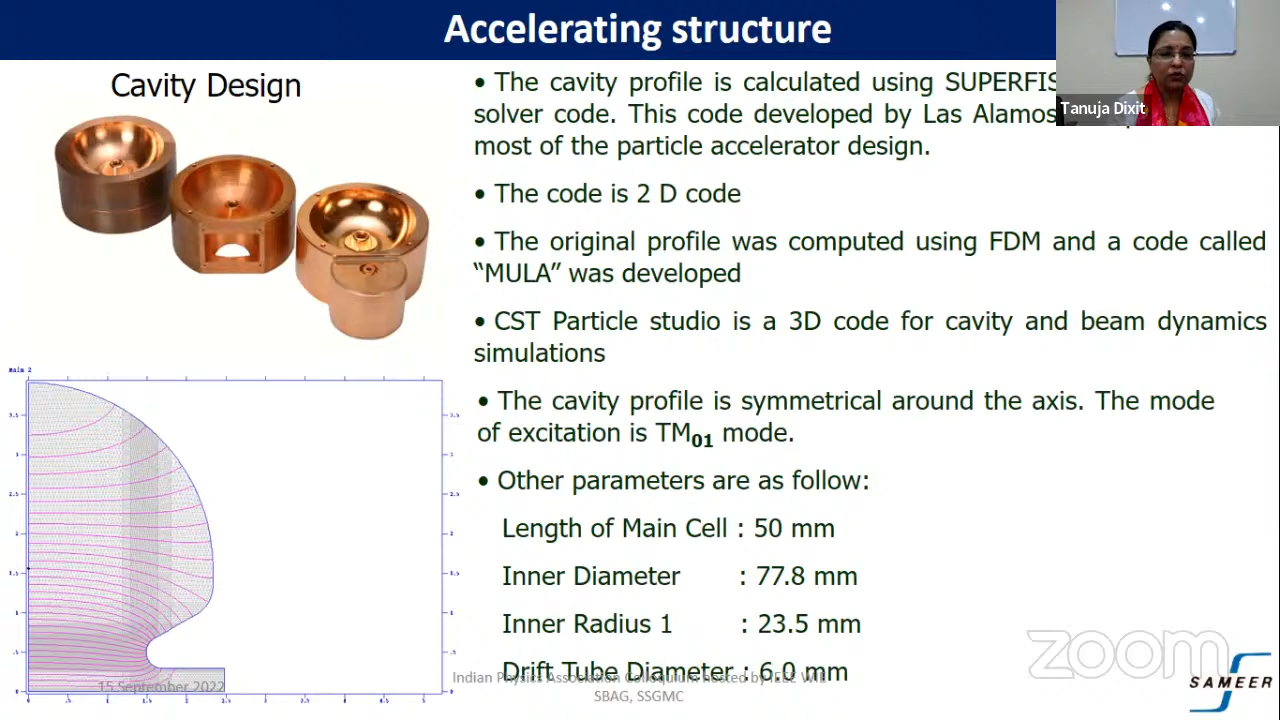 Accelerating structure
Tanuja Dixit
Cavity Design
• The cavity profile is calculated using SUPERFIS
solver code. This code developed by Las Alamos
most of the particle accelerator design.
• The code is 2 D code
• The original profile was computed using FDM and a code called
“MULA” was developed
• CST Particle studio is a 3D code for cavity and beam dynamics
simulations
• The cavity profile is symmetrical around the axis. The mode
of excitation is TM01 mode.
• Other parameters are as follow:
Length of Main Cell : 50 mm
Inner Diameter : 77.8 mm
Inner Radius 1 : 23.5 mm
Drift Tube Diameter : 6.0 mm
15 September 2022
Indian Physics Association Colloquium hosted by IEEE WIE
SBAG, SSGMC
zoom
SAMEER